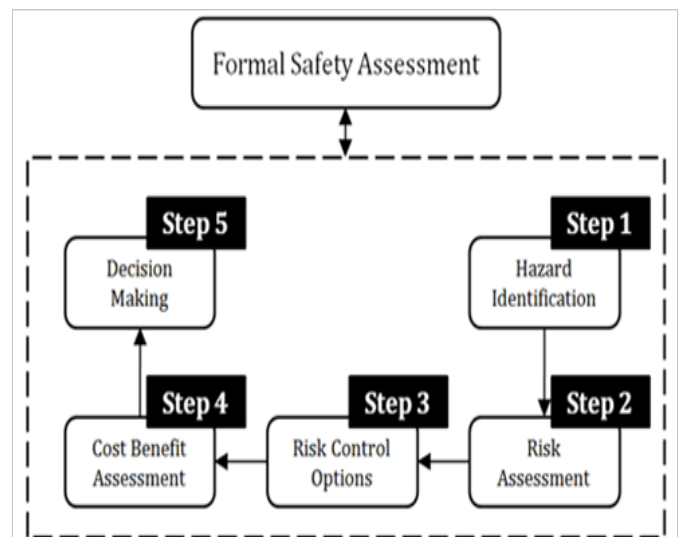 Formal Safety Assessment
Step 5
Decision
Making
Step 1
Hazard
Identification
Step 4
Cost Benefit
Assessment
Step 3
Risk Control
Options
Step 2
Risk
Assessment